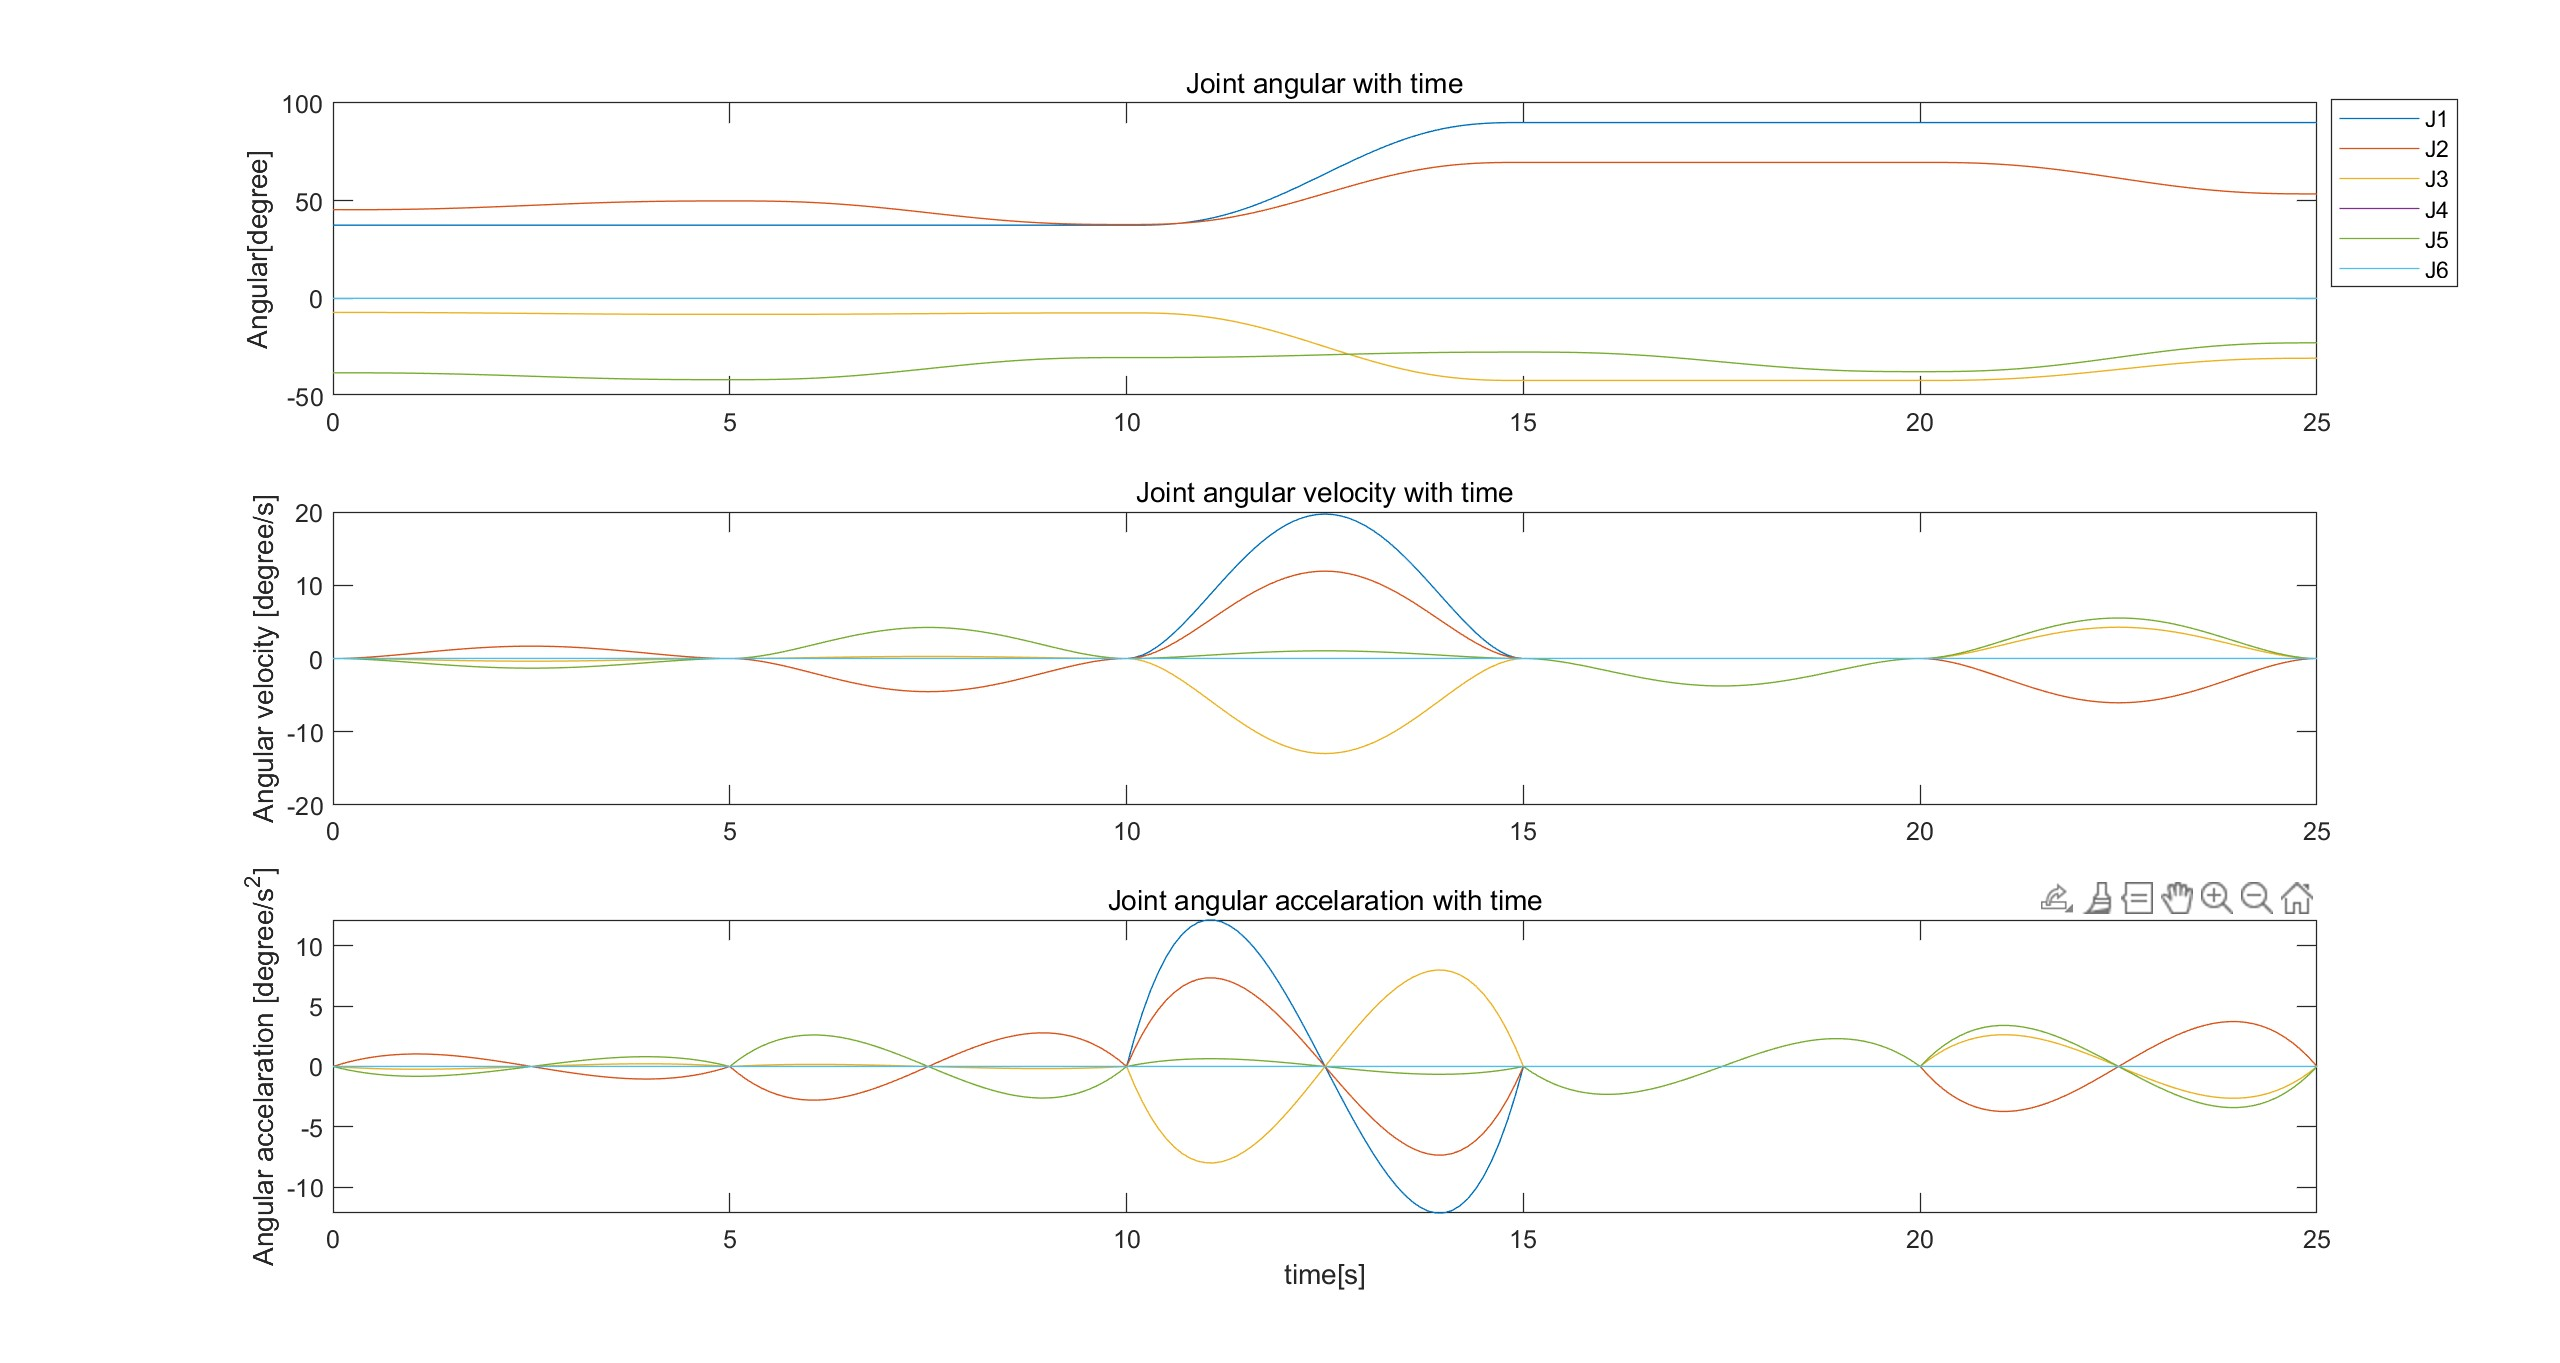 Joint angular with time
Angular[degree]
100
50
0
-50
0 5 10 15 20 25
J1
J2
J3
J4
J5
J6
Joint angular velocity with time
Angular velocity [degree/s]
20
10
0
-10
-20
0 5 10 15 20 25
Joint angular accelaration with time
Angular accelaration [degree/s²]
10
5
0
-5
-10
0 5 10 15 20 25
time[s]